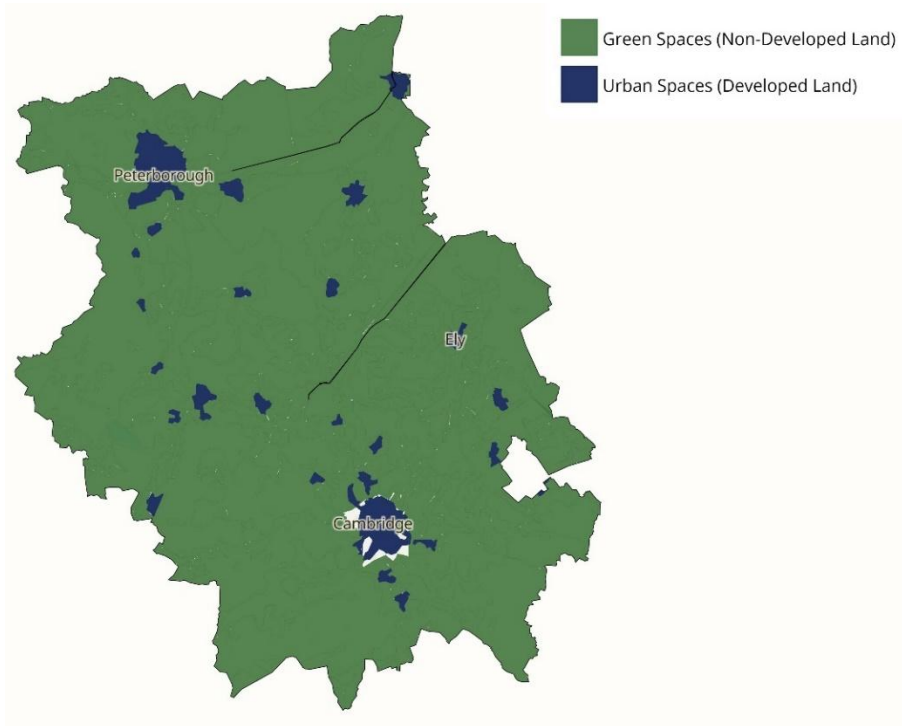 Green Spaces (Non-Developed Land)
Urban Spaces (Developed Land)
Peterborough
Ely
Cambridge